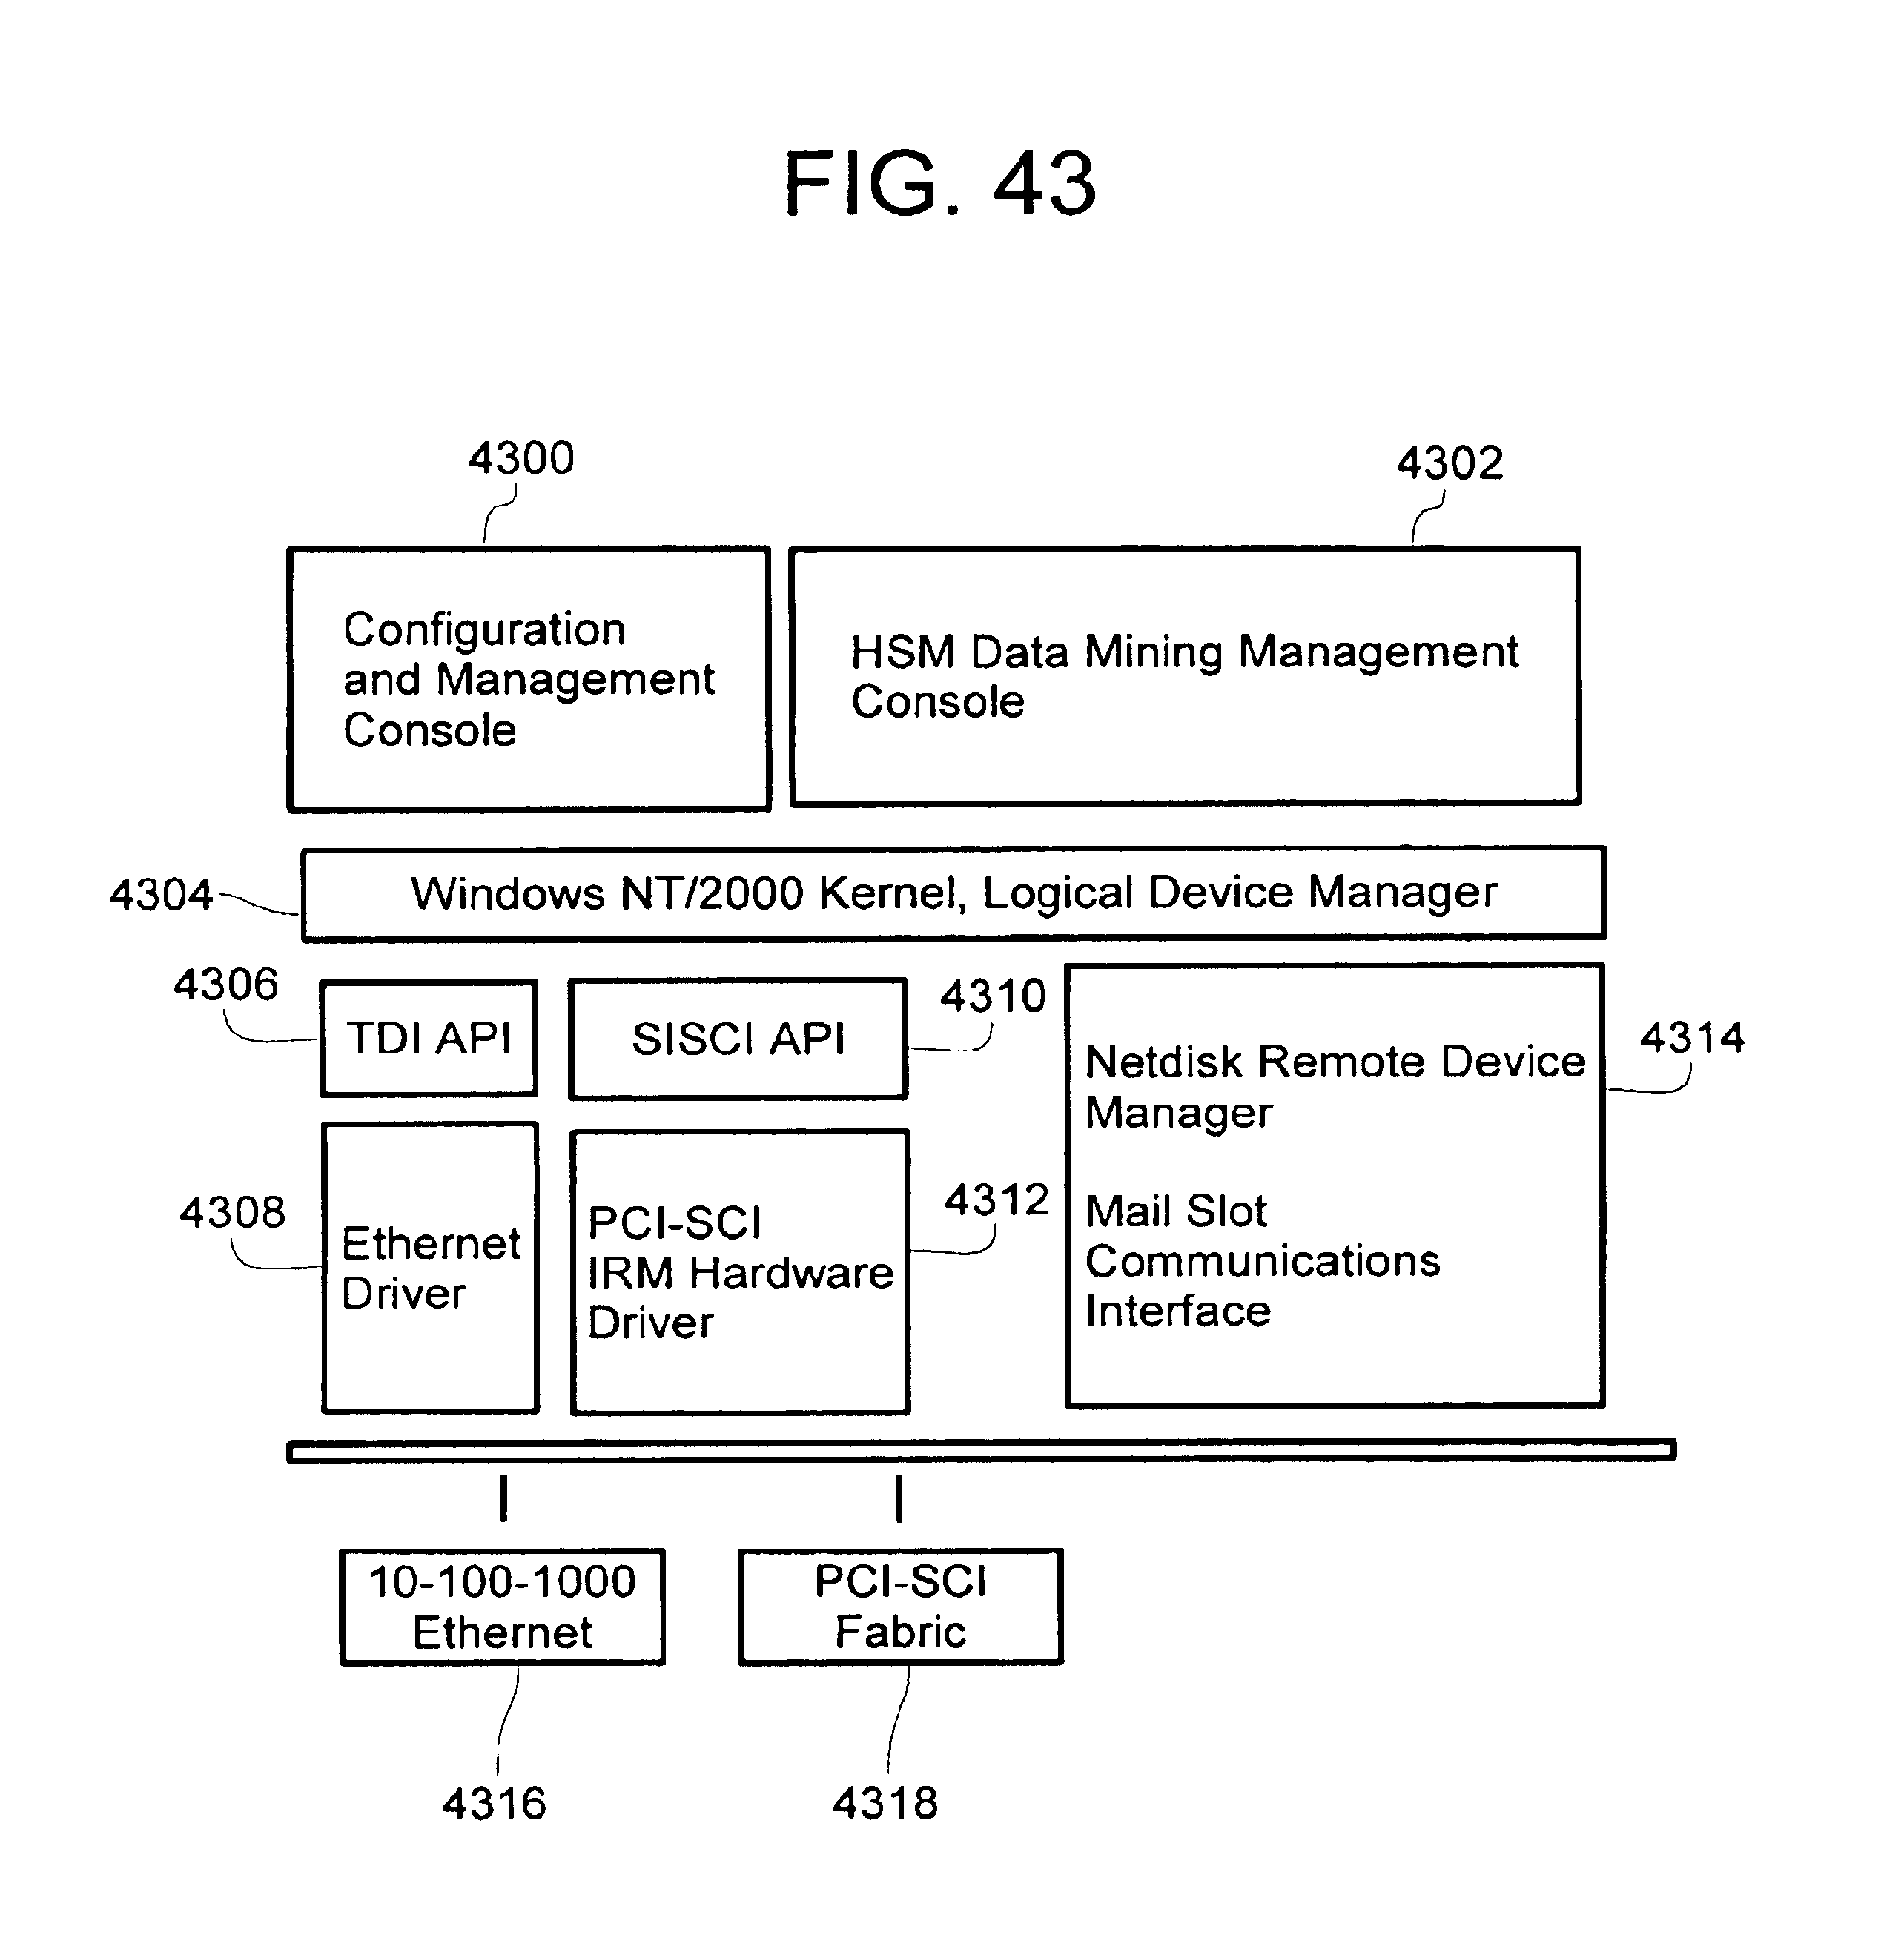 FIG. 43
4300
4302
Configuration
and Management
Console
HSM Data Mining Management
Console
4304
Windows NT/2000 Kernel, Logical Device Manager
4306
TDI API
SISCI API
4310
4308
Ethernet
Driver
PCI-SCI
IRM Hardware
Driver
4312
Netdisk Remote Device
Manager
Mail Slot
Communications
Interface
4314
10-100-1000
Ethernet
PCI-SCI
Fabric
4316
4318